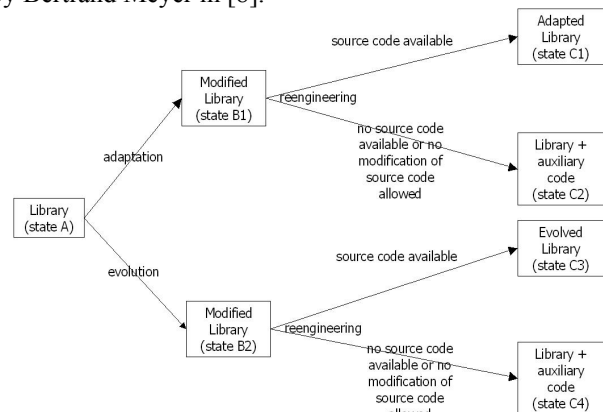 y Bertrand Meyer in [8].
Adapted
Library
(state C1)
source code available
Modified
Library
(state B1)
reengineering
no source code
available or no
modification of
source code
allowed
Library +
auxiliary
code
(state C2)
adaptation
Library
(state A)
evolution
Evolved
Library
(state C3)
source code available
Modified
Library
(state B2)
reengineering
no source code
available or no
modification of
source code
allowed
Library +
auxiliary
code
(state C4)